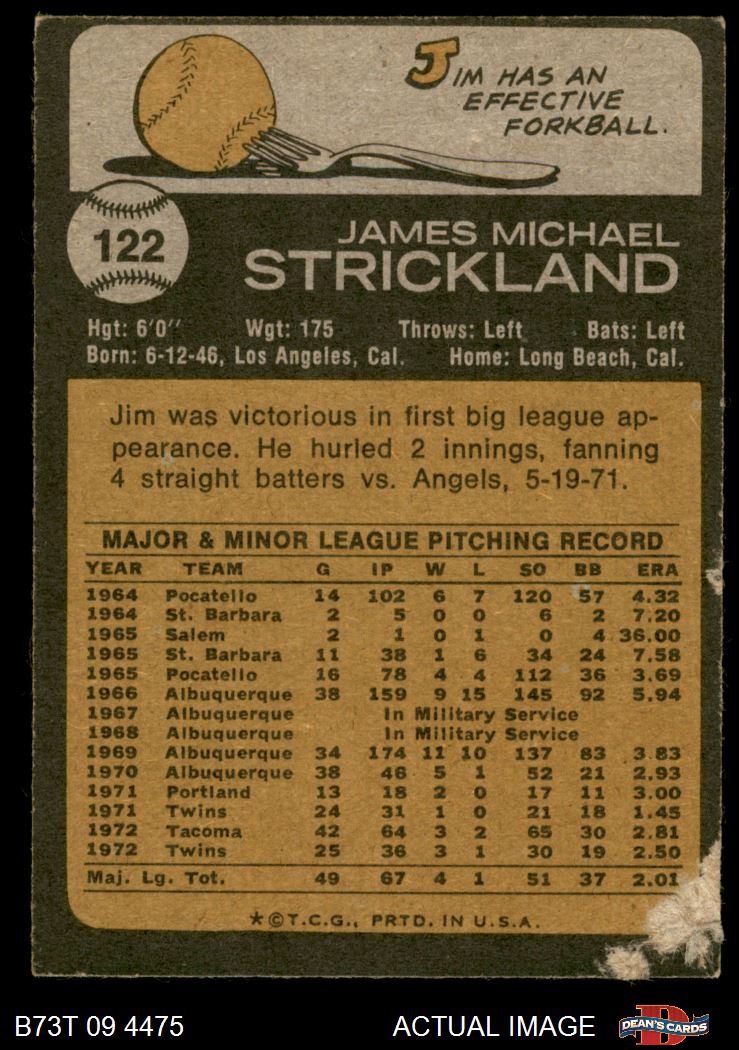 JIM HAS AN
EFFECTIVE
FORKBALL.
122
JAMES MICHAEL
STRICKLAND
Hgt: 6'0" Wgt: 175 Throws: Left Bats: Left
Born: 6-12-46, Los Angeles, Cal. Home: Long Beach, Cal.
Jim was victorious in first big league ap-
pearance. He hurled 2 innings, fanning
4 straight batters vs. Angels, 5-19-71.
MAJOR & MINOR LEAGUE PITCHING RECORD
YEAR TEAM G IP W L SO BB ERA
1964 Pocatello 14 102 6 7 120 57 4.32
1964 St. Barbara 2 5 0 0 6 2 7.20
1965 Salem 2 1 0 1 0 4 36.00
1965 St. Barbara 11 38 1 6 34 24 7.58
1965 Pocatello 16 78 4 4 112 36 3.69
1966 Albuquerque 38 159 9 15 145 92 5.94
1967 Albuquerque In Military Service
1968 Albuquerque In Military Service
1969 Albuquerque 34 174 11 10 137 83 3.83
1970 Albuquerque 38 46 5 1 52 21 2.93
1971 Portland 13 18 2 0 17 11 3.00
1971 Twins 24 31 1 0 21 18 1.45
1972 Tacoma 42 64 3 2 65 30 2.81
1972 Twins 25 36 3 1 30 19 2.50
Maj. Lg. Tot. 49 67 4 1 51 37 2.01
★©T.C.G., PRTD. IN U.S.A.
B73T 09 4475 ACTUAL IMAGE D DEAN'S CARDS